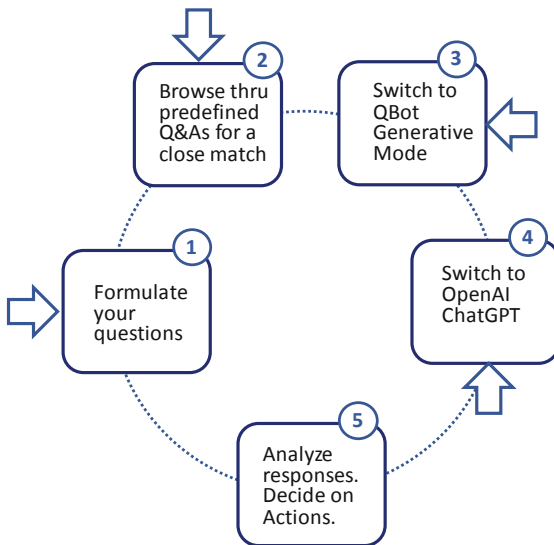 1
Formulate
your
questions
2
Browse thru
predefined
Q&As for a
close match
3
Switch to
QBot
Generative
Mode
4
Switch to
OpenAI
ChatGPT
5
Analyze
responses.
Decide on
Actions.